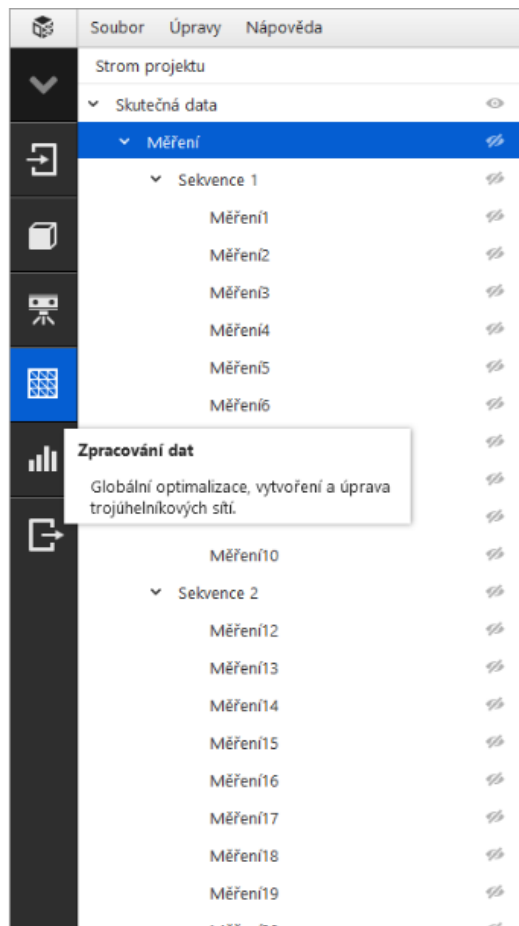 Soubor Úpravy Nápověda
Strom projektu
Skutečná data
Měření
Sekvence 1
Měření1
Měření2
Měření3
Měření4
Měření5
Měření6
Zpracování dat
Globální optimalizace, vytvoření a úprava
trojúhelníkových sítí.
Měření10
Sekvence 2
Měření12
Měření13
Měření14
Měření15
Měření16
Měření17
Měření18
Měření19